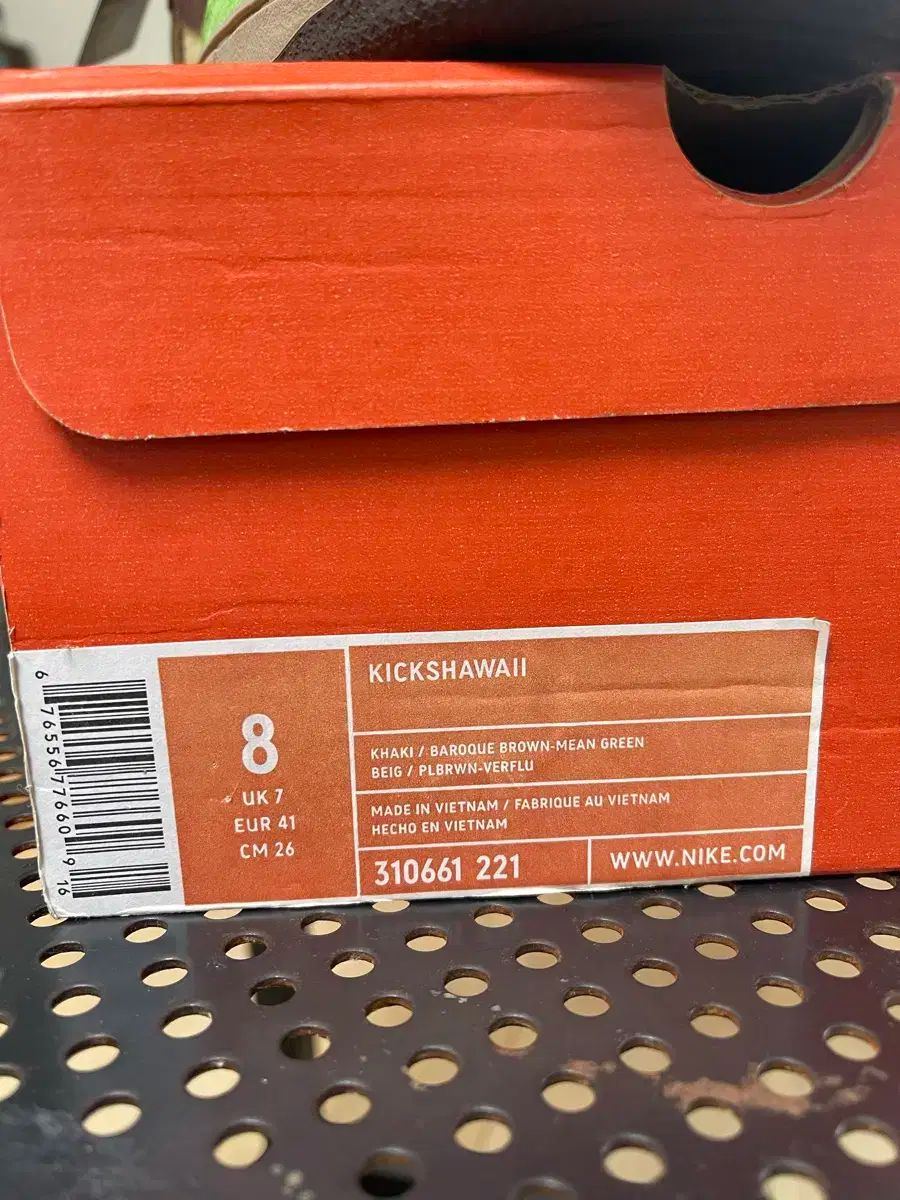 6 76556 77660 9 16
8
UK 7
EUR 41
CM 26
KICKSHAWAII
KHAKI / BAROQUE BROWN-MEAN GREEN
BEIG / PLBRWN-VERFLU
MADE IN VIETNAM / FABRIQUE AU VIETNAM
HECHO EN VIETNAM
310661 221
WWW.NIKE.COM